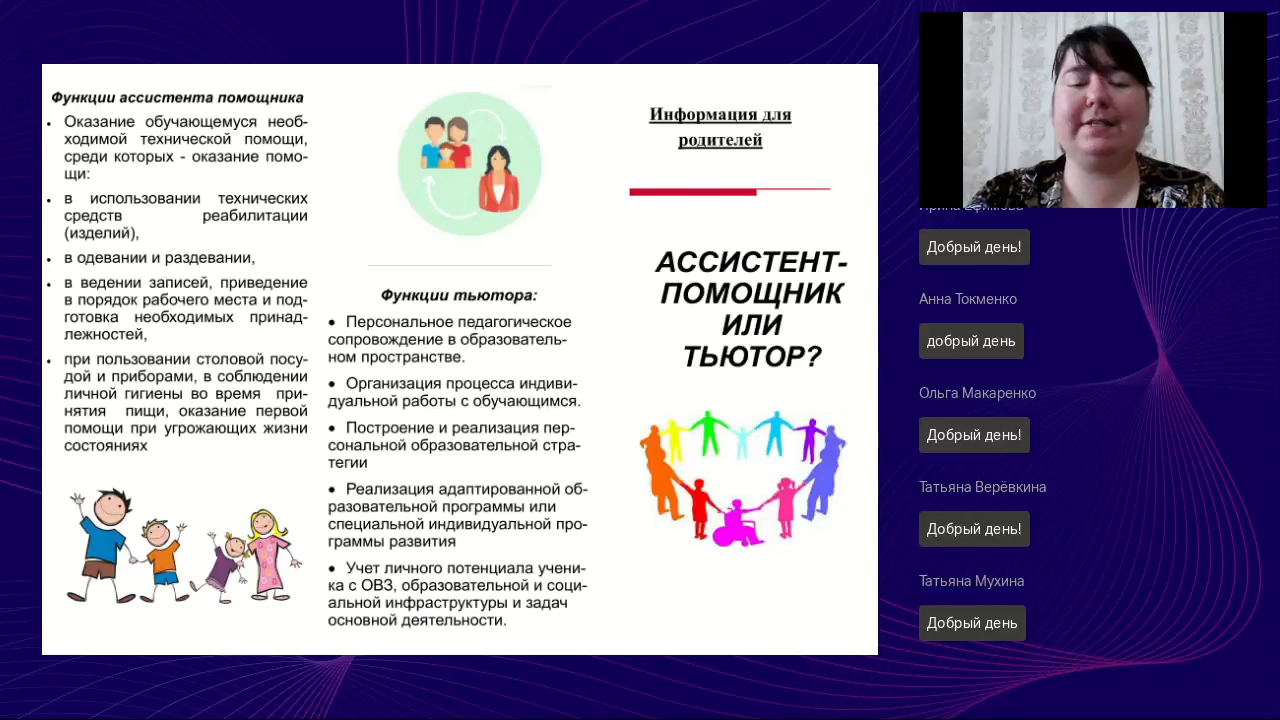 Функции ассистента помощника
• Оказание обучающемуся необ-
ходимой технической помощи,
среди которых - оказание помо-
щи:
• в использовании технических
средств реабилитации
(изделий),
• в одевании и раздевании,
• в ведении записей, приведение
в порядок рабочего места и под-
готовка необходимых принад-
лежностей,
• при пользовании столовой посу-
дой и приборами, в соблюдении
личной гигиены во время при-
нятия пищи, оказание первой
помощи при угрожающих жизни
состояниях
Функции тьютора:
• Персональное педагогическое
сопровождение в образователь-
ном пространстве.
• Организация процесса индиви-
дуальной работы с обучающимся.
• Построение и реализация пер-
сональной образовательной стра-
тегии
• Реализация адаптированной об-
разовательной программы или
специальной индивидуальной про-
граммы развития
• Учет личного потенциала учени-
ка с ОВЗ, образовательной и соци-
альной инфраструктуры и задач
основной деятельности.
Информация для
родителей
АССИСТЕНТ-
ПОМОЩНИК
ИЛИ
ТЬЮТОР?
Ирина Ефимова
Добрый день!
Анна Токменко
добрый день
Ольга Макаренко
Добрый день!
Татьяна Верёвкина
Добрый день!
Татьяна Мухина
Добрый день